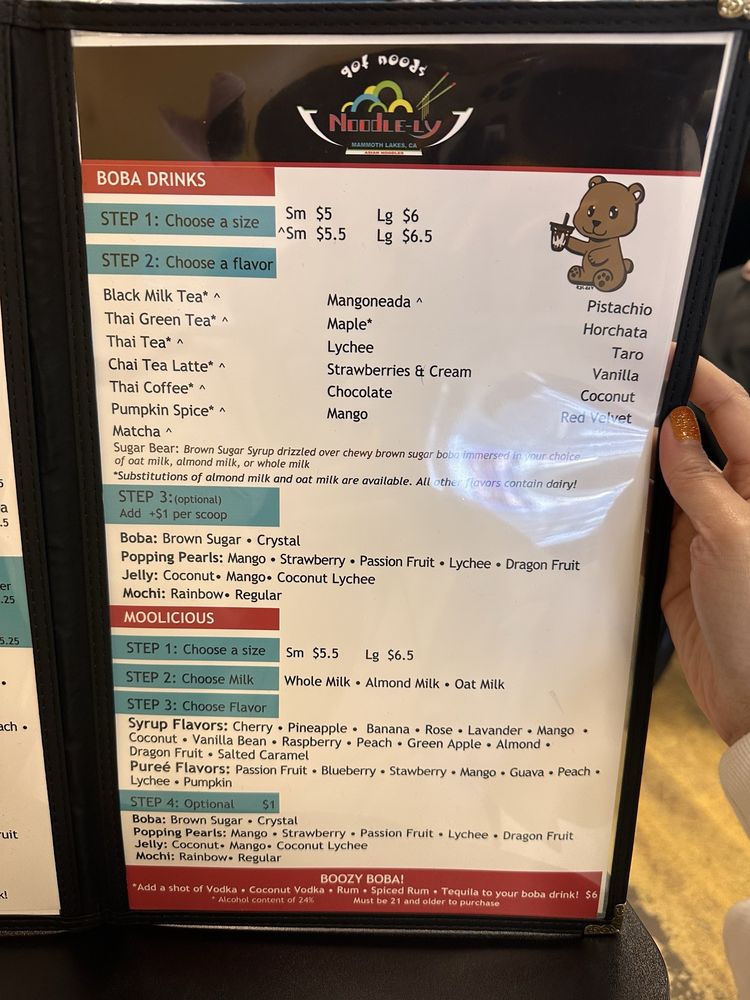 got noods
NOODLE-LY
MAMMOTH LAKES, CA
ASIAN NOODLES
BOBA DRINKS
STEP 1: Choose a size
Sm $5 Lg $6
^Sm $5.5 Lg $6.5
STEP 2: Choose a flavor
Black Milk Tea* ^
Thai Green Tea* ^
Thai Tea* ^
Chai Tea Latte* ^
Thai Coffee* ^
Pumpkin Spice* ^
Matcha ^
Mangoneada ^
Maple*
Lychee
Strawberries & Cream
Chocolate
Mango
Pistachio
Horchata
Taro
Vanilla
Coconut
Red Velvet
Sugar Bear: Brown Sugar Syrup drizzled over chewy brown sugar boba immersed in your choice
of oat milk, almond milk, or whole milk
*Substitutions of almond milk and oat milk are available. All other flavors contain dairy!
STEP 3:(optional)
Add +$1 per scoop
Boba: Brown Sugar • Crystal
Popping Pearls: Mango • Strawberry • Passion Fruit • Lychee • Dragon Fruit
Jelly: Coconut• Mango• Coconut Lychee
Mochi: Rainbow• Regular
MOOLICIOUS
STEP 1: Choose a size
Sm $5.5 Lg $6.5
STEP 2: Choose Milk
Whole Milk • Almond Milk • Oat Milk
STEP 3: Choose Flavor
Syrup Flavors: Cherry • Pineapple • Banana • Rose • Lavender • Mango •
Coconut • Vanilla Bean • Raspberry • Peach • Green Apple • Almond •
Dragon Fruit • Salted Caramel
Pureé Flavors: Passion Fruit • Blueberry • Stawberry • Mango • Guava • Peach •
Lychee • Pumpkin
STEP 4: Optional $1
Boba: Brown Sugar • Crystal
Popping Pearls: Mango • Strawberry • Passion Fruit • Lychee • Dragon Fruit
Jelly: Coconut• Mango• Coconut Lychee
Mochi: Rainbow• Regular
BOOZY BOBA!
*Add a shot of Vodka • Coconut Vodka • Rum • Spiced Rum • Tequila to your boba drink! $6
* Alcohol content of 24% Must be 21 and older to purchase